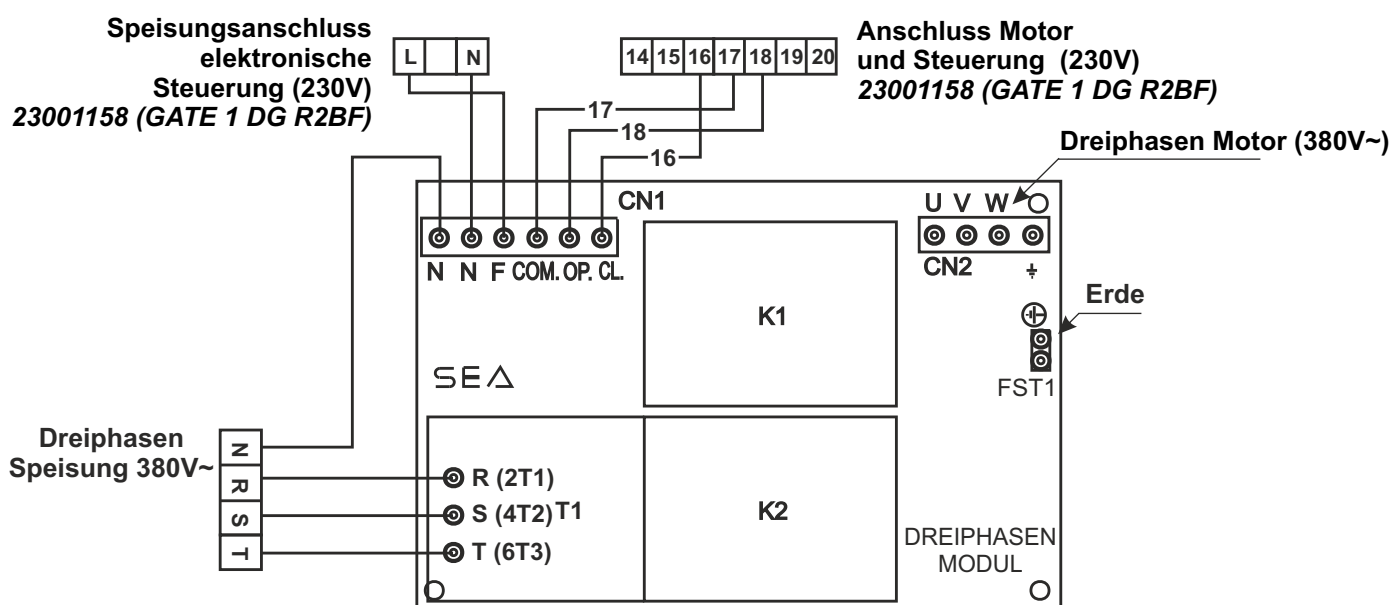 Speisungsanschluss
elektronische
Steuerung (230V)
23001158 (GATE 1 DG R2BF)
L N
14 15 16 17 18 19 20
Anschluss Motor
und Steuerung (230V)
23001158 (GATE 1 DG R2BF)
17
18
16
Dreiphasen Motor (380V~)
CN1
U V W
N N F COM. OP. CL.
CN2
K1
Erde
SEA
FST1
Dreiphasen
Speisung 380V~
N
R
S
T
R (2T1)
S (4T2) T1
T (6T3)
K2
DREIPHASEN
MODUL